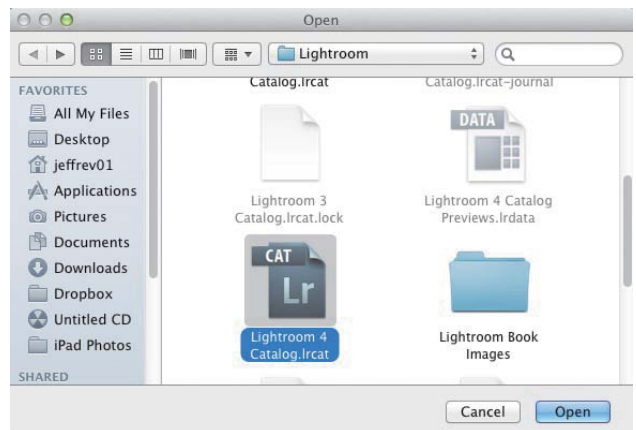 Open
Lightroom
FAVORITES
All My Files
Desktop
jeffrev01
Applications
Pictures
Documents
Downloads
Dropbox
Untitled CD
iPad Photos
SHARED
Catalog.lrcat
Catalog.lrcat-journal
DATA
Lightroom 3
Catalog.lrcat.lock
Lightroom 4 Catalog
Previews.lrdata
CAT
Lr
Lightroom 4
Catalog.lrcat
Lightroom Book
Images
Cancel
Open